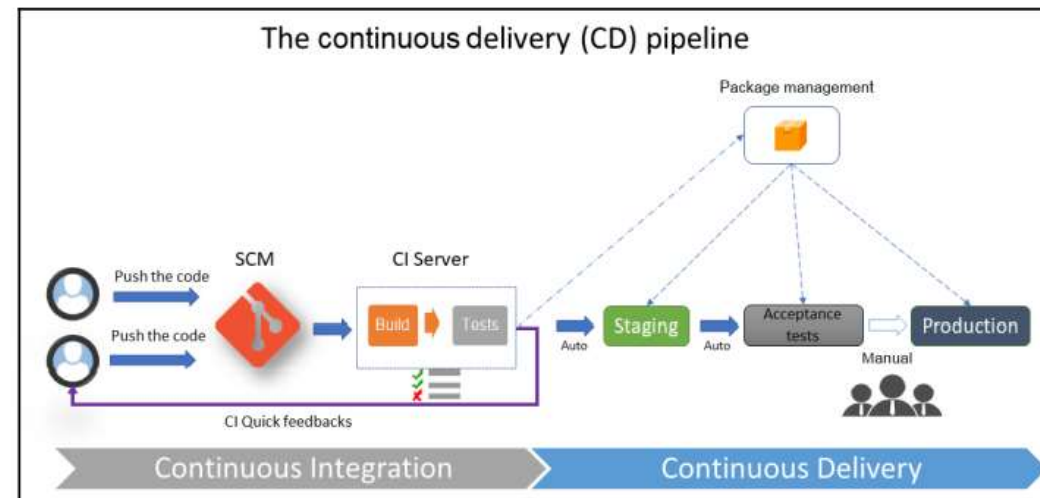 The continuous delivery (CD) pipeline
Package management
SCM
CI Server
Push the code
Push the code
Build
Tests
Auto
Staging
Auto
Acceptance
tests
Production
Manual
CI Quick feedbacks
Continuous Integration
Continuous Delivery